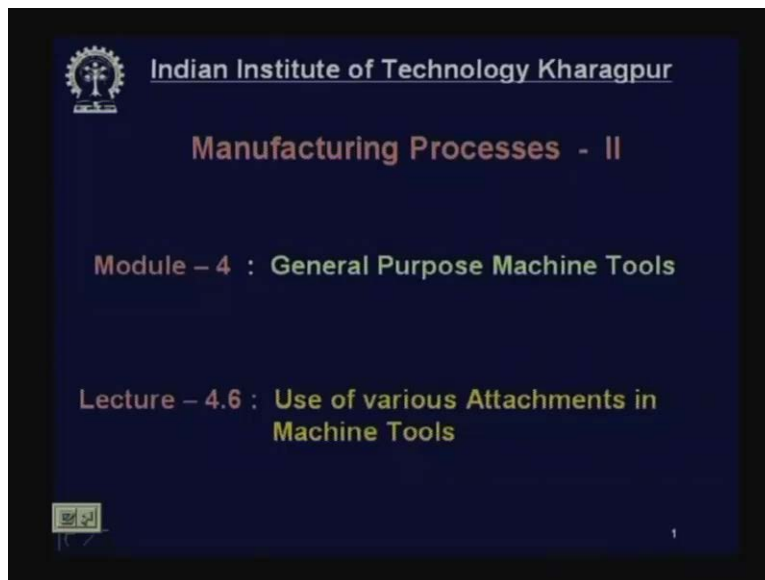 Indian Institute of Technology Kharagpur
Manufacturing Processes - II
Module – 4 : General Purpose Machine Tools
Lecture – 4.6 : Use of various Attachments in
Machine Tools
1